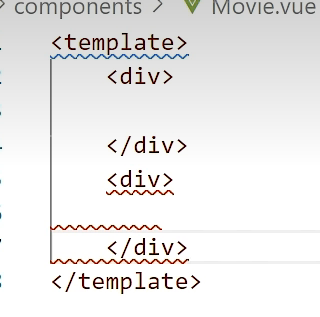 components > Movie.vue
<template>
<div>
</div>
<div>
</div>
</template>